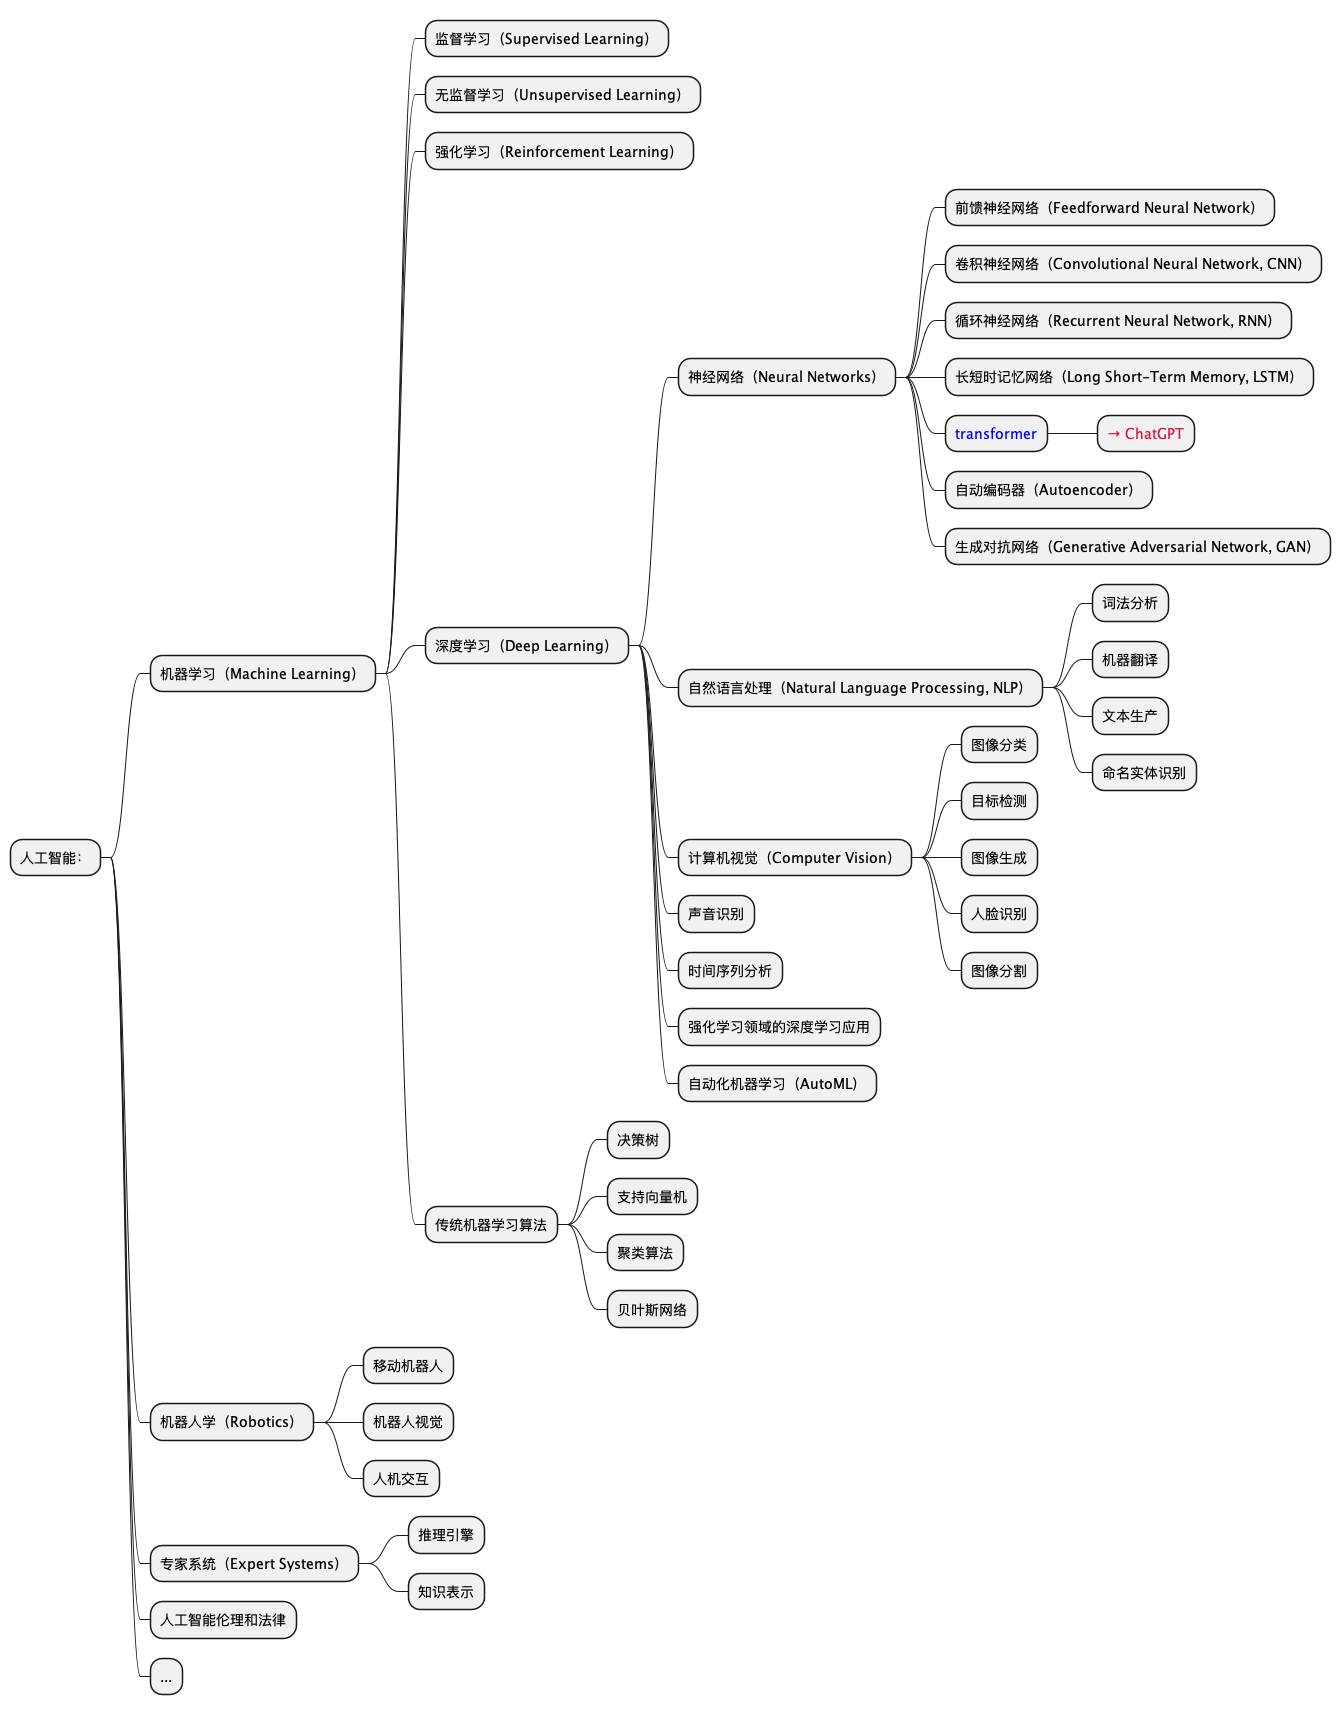 人工智能：
机器学习（Machine Learning）
监督学习（Supervised Learning）
无监督学习（Unsupervised Learning）
强化学习（Reinforcement Learning）
深度学习（Deep Learning）
神经网络（Neural Networks）
前馈神经网络（Feedforward Neural Network）
卷积神经网络（Convolutional Neural Network, CNN）
循环神经网络（Recurrent Neural Network, RNN）
长短时记忆网络（Long Short-Term Memory, LSTM）
transformer
→ ChatGPT
自动编码器（Autoencoder）
生成对抗网络（Generative Adversarial Network, GAN）
自然语言处理（Natural Language Processing, NLP）
词法分析
机器翻译
文本生产
命名实体识别
计算机视觉（Computer Vision）
图像分类
目标检测
图像生成
人脸识别
图像分割
声音识别
时间序列分析
强化学习领域的深度学习应用
自动化机器学习（AutoML）
传统机器学习算法
决策树
支持向量机
聚类算法
贝叶斯网络
机器人学（Robotics）
移动机器人
机器人视觉
人机交互
专家系统（Expert Systems）
推理引擎
知识表示
人工智能伦理和法律
...